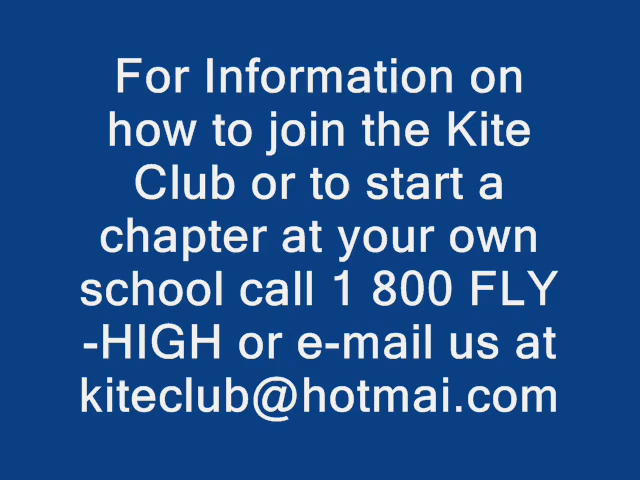 For Information on
how to join the Kite
Club or to start a
chapter at your own
school call 1 800 FLY
-HIGH or e-mail us at
kiteclub@hotmai.com